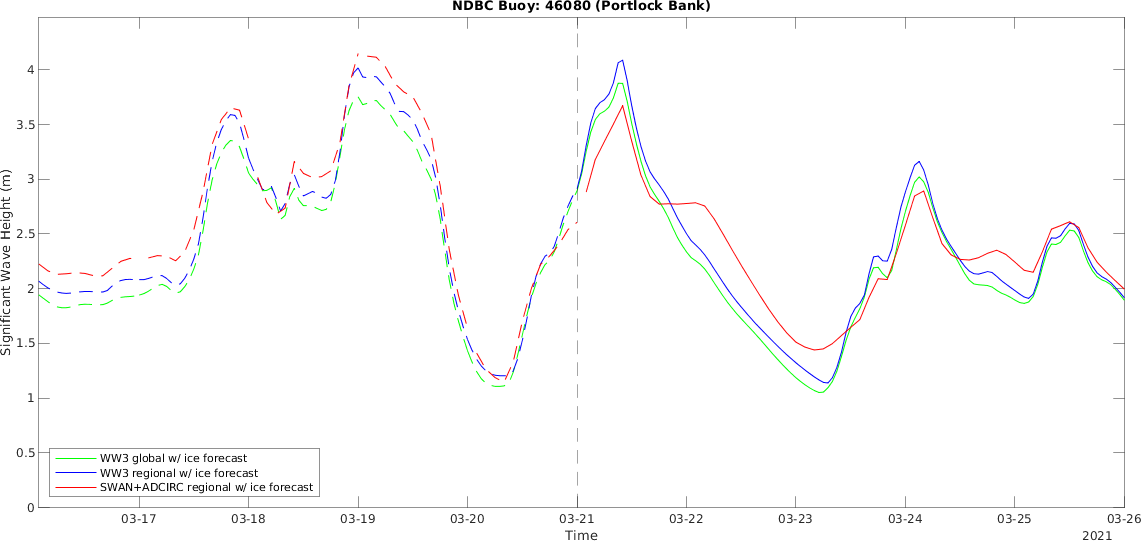 NDBC Buoy: 46080 (Portlock Bank)
Significant Wave Height (m)
4
3.5
3
2.5
2
1.5
1
0.5
0
WW3 global w/ ice forecast
WW3 regional w/ ice forecast
SWAN+ADCIRC regional w/ ice forecast
03-17 03-18 03-19 03-20 03-21 03-22 03-23 03-24 03-25 03-26
Time
2021